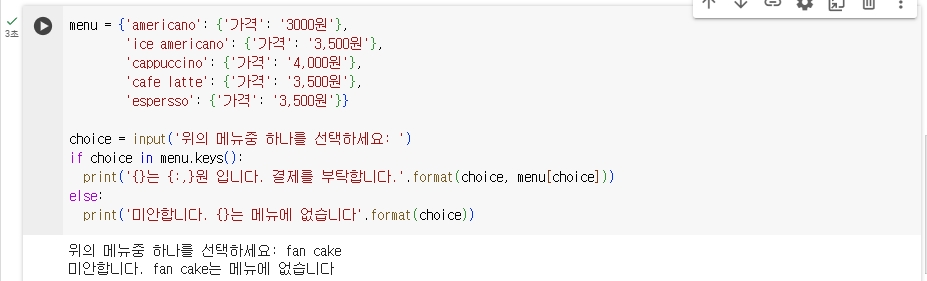 3초
menu = {'americano': {'가격': '3000원'},
'ice americano': {'가격': '3,500원'},
'cappuccino': {'가격': '4,000원'},
'cafe latte': {'가격': '3,500원'},
'espersso': {'가격': '3,500원'}}
choice = input('위의 메뉴중 하나를 선택하세요: ')
if choice in menu.keys():
print('{}는 {:,}원 입니다. 결제를 부탁합니다.'.format(choice, menu[choice]))
else:
print('미안합니다. {}는 메뉴에 없습니다'.format(choice))
위의 메뉴중 하나를 선택하세요: fan cake
미안합니다. fan cake는 메뉴에 없습니다